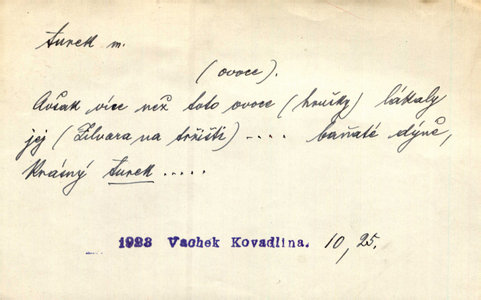 turek m.
(ovoce).
Avšak více než toto ovoce (hrušky) lákaly
jej (Žilvara na tržišti) .... baňaté dýně,
krásný turek .....
1923 Vachek Kovadlina. 10, 25.